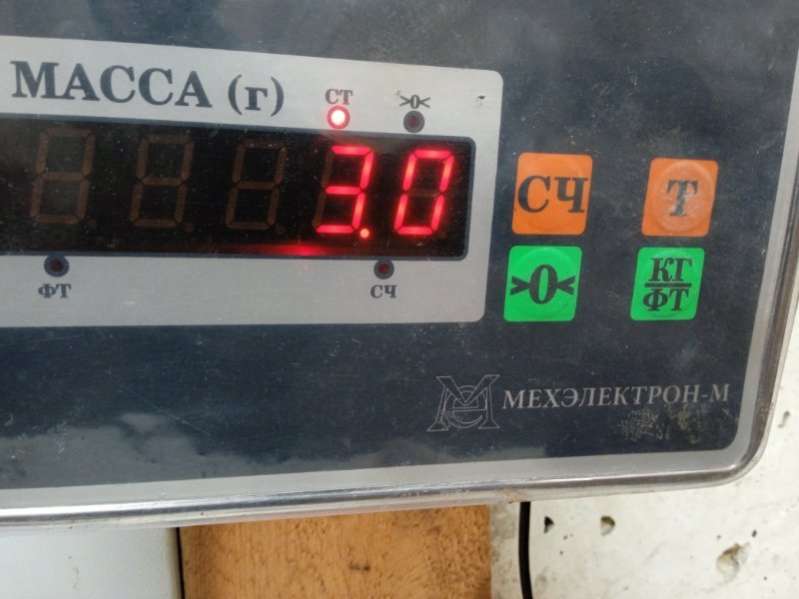 МАССА (г)
СТ
>0<
3.0
ФТ
СЧ
СЧ
Т
>0<
КГ
ФТ
МЕХЭЛЕКТРОН-М